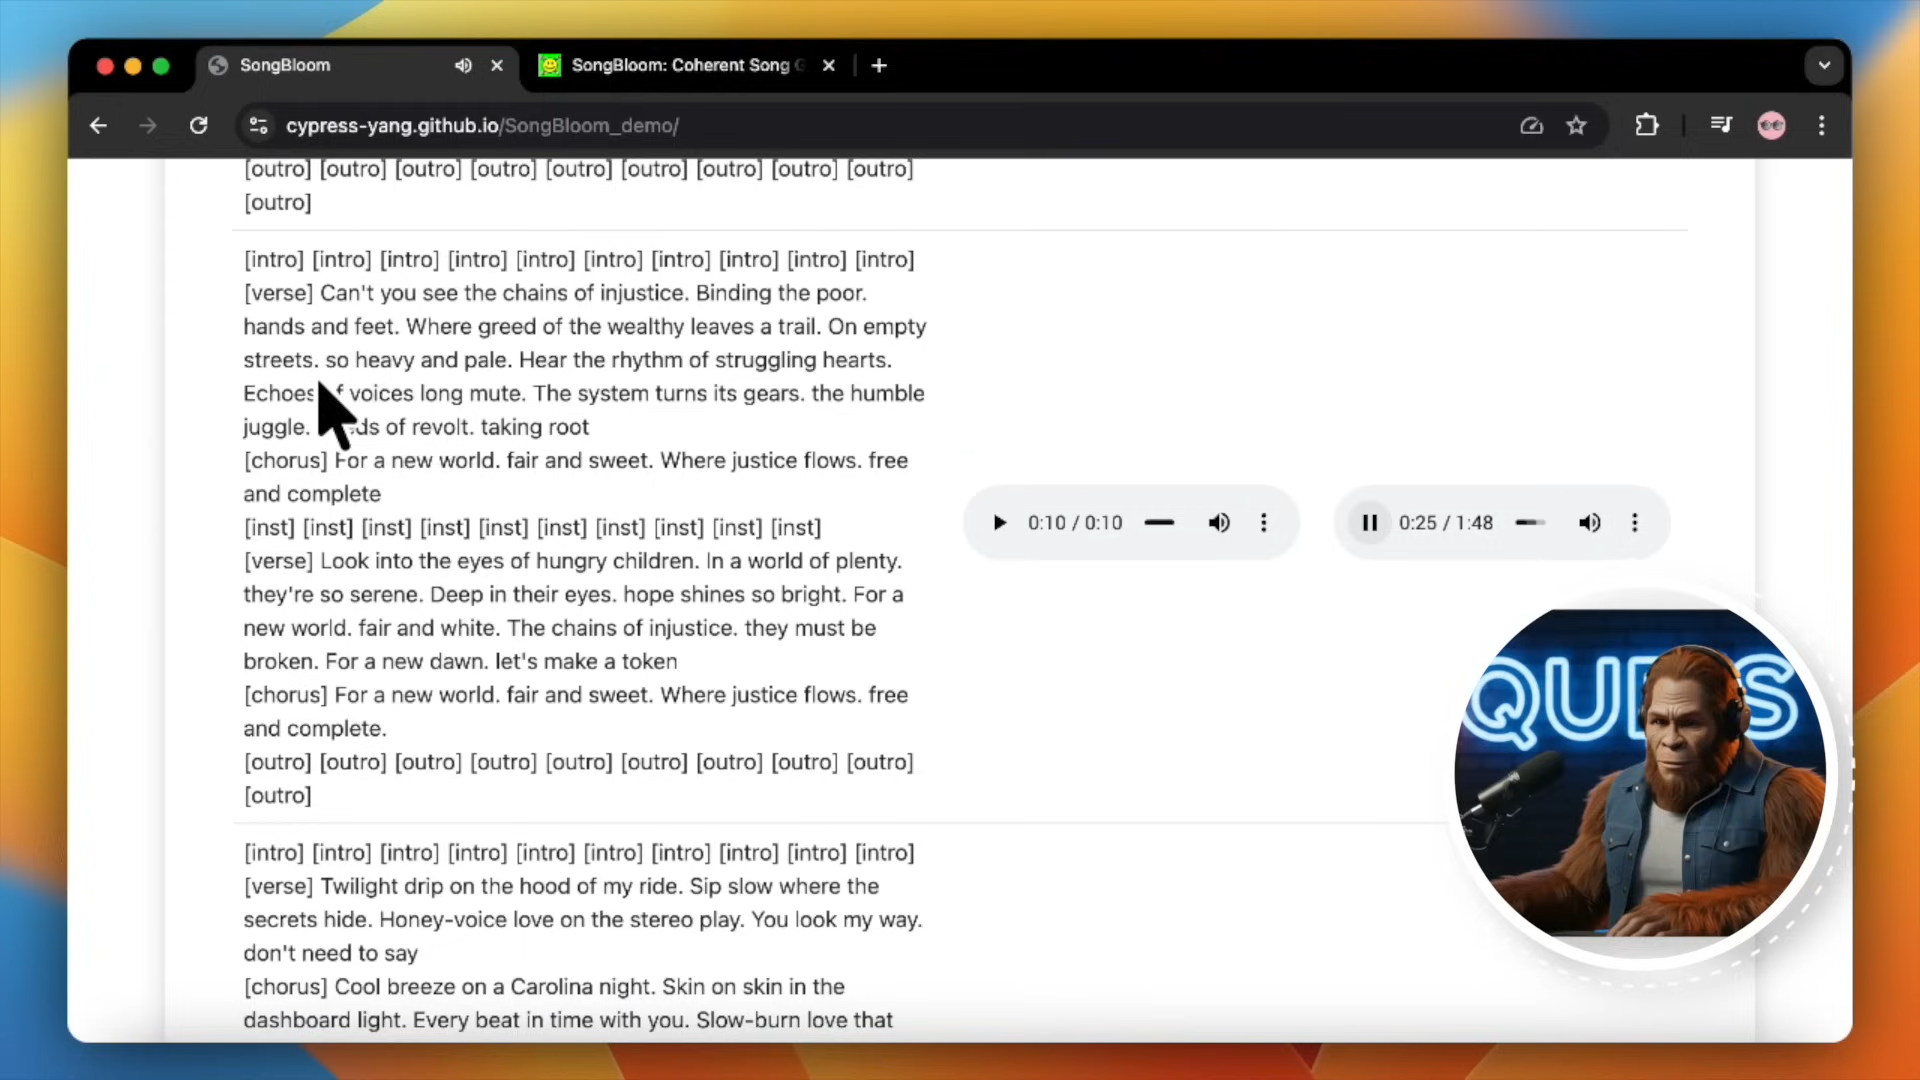 SongBloom
SongBloom: Coherent Song G
cypress-yang.github.io/SongBloom_demo/
[outro] [outro] [outro] [outro] [outro] [outro] [outro] [outro] [outro]
[outro]
[intro] [intro] [intro] [intro] [intro] [intro] [intro] [intro] [intro] [intro]
[verse] Can't you see the chains of injustice. Binding the poor.
hands and feet. Where greed of the wealthy leaves a trail. On empty
streets. so heavy and pale. Hear the rhythm of struggling hearts.
Echoes of voices long mute. The system turns its gears. the humble
juggle. ds of revolt. taking root
[chorus] For a new world. fair and sweet. Where justice flows. free
and complete
[inst] [inst] [inst] [inst] [inst] [inst] [inst] [inst] [inst] [inst]
0:10 / 0:10
0:25 / 1:48
[verse] Look into the eyes of hungry children. In a world of plenty.
they're so serene. Deep in their eyes. hope shines so bright. For a
new world. fair and white. The chains of injustice. they must be
broken. For a new dawn. let's make a token
[chorus] For a new world. fair and sweet. Where justice flows. free
and complete.
[outro] [outro] [outro] [outro] [outro] [outro] [outro] [outro] [outro]
[outro]
[intro] [intro] [intro] [intro] [intro] [intro] [intro] [intro] [intro] [intro]
[verse] Twilight drip on the hood of my ride. Sip slow where the
secrets hide. Honey-voice love on the stereo play. You look my way.
don't need to say
[chorus] Cool breeze on a Carolina night. Skin on skin in the
dashboard light. Every beat in time with you. Slow-burn love that